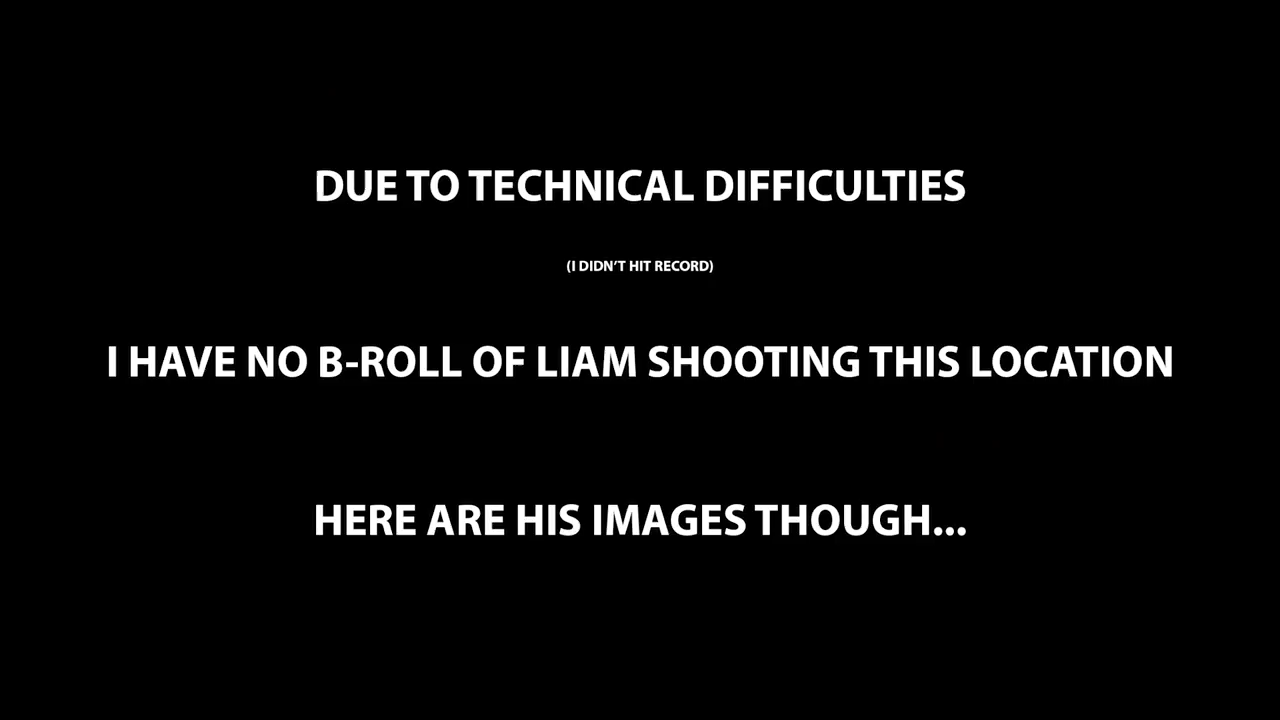 DUE TO TECHNICAL DIFFICULTIES
(I DIDN'T HIT RECORD)
I HAVE NO B-ROLL OF LIAM SHOOTING THIS LOCATION
HERE ARE HIS IMAGES THOUGH...